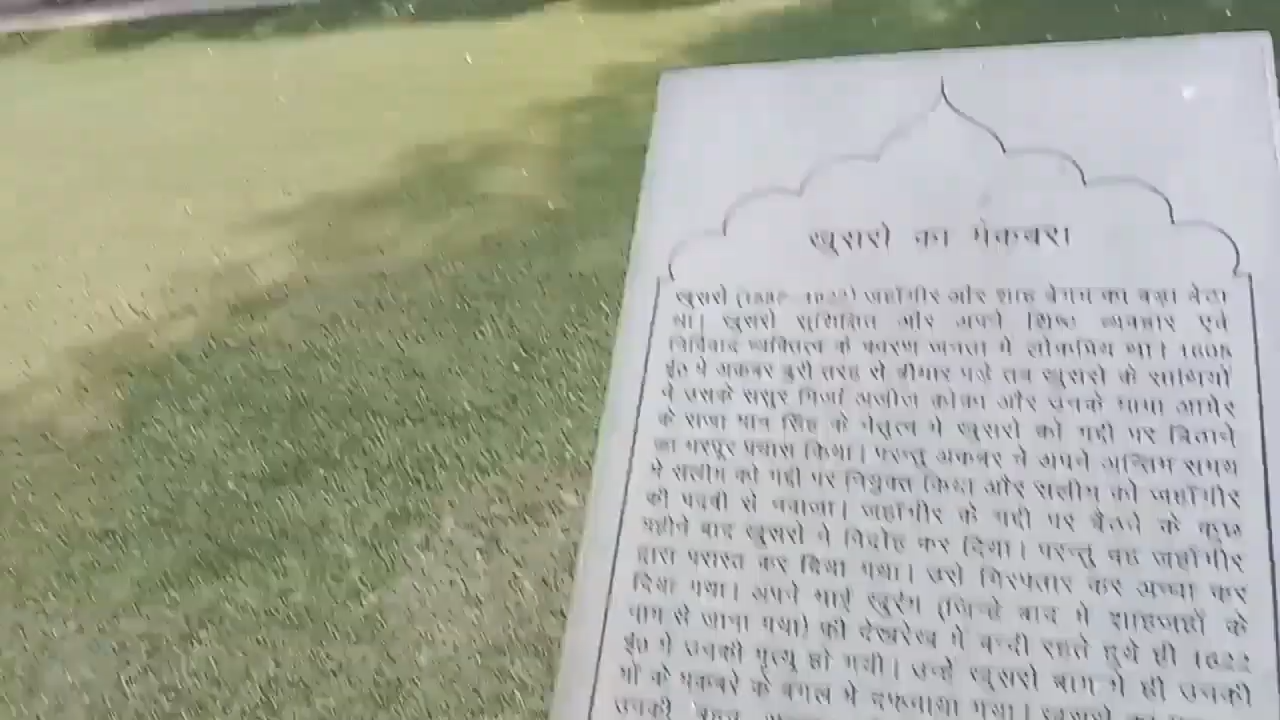 खुसरो का मकबरा
खुसरो जहाँगीर और शाह बेगम का बड़ा बेटा
था। खुसरो सुशिक्षित और अपने शिष्ट व्यवहार एवं
निर्विवाद व्यक्तित्व के कारण जनता में लोकप्रिय था। 1605
ई० में अकबर बुरी तरह से बीमार पड़े तब खुसरो के साथियों
ने उसके ससुर मिर्जा अजीज कोका और उनके मामा आमेर
के राजा मान सिंह के नेतृत्व में खुसरो को गद्दी पर बिठाने
का भरपूर प्रयास किया। परन्तु अकबर ने अपने अन्तिम समय
में सलीम को गद्दी पर नियुक्त किया और सलीम को जहाँगीर
की पदवी से नवाजा। जहाँगीर के गद्दी पर बैठने के कुछ
महीने बाद खुसरो ने विद्रोह कर दिया। परन्तु वह जहाँगीर
द्वारा परास्त कर दिया गया। उसे गिरफ्तार कर अन्धा कर
दिया गया। अपने भाई खुर्रम (जिन्हे बाद में शाहजहाँ के
नाम से जाना गया) की देखरेख में बन्दी रहते हुये ही 1622
ई० में उनकी मृत्यू हो गयी। उन्हें खुसरो बाग में ही उनकी
माँ के मकबरे के बगल में दफनाया गया। खुसरो
उनकी बहन